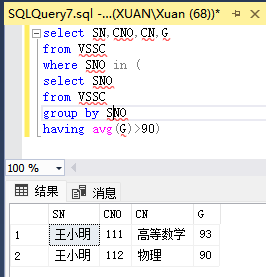 SQLQuery7.sql -...(XUAN\Xuan (68))*
select SN,CNO,CN,G
from VSSC
where SNO in (
select SNO
from VSSC
group by SNO
having avg(G)>90)
100 %
结果 消息
SN CNO CN G
1 王小明 111 高等数学 93
2 王小明 112 物理 90